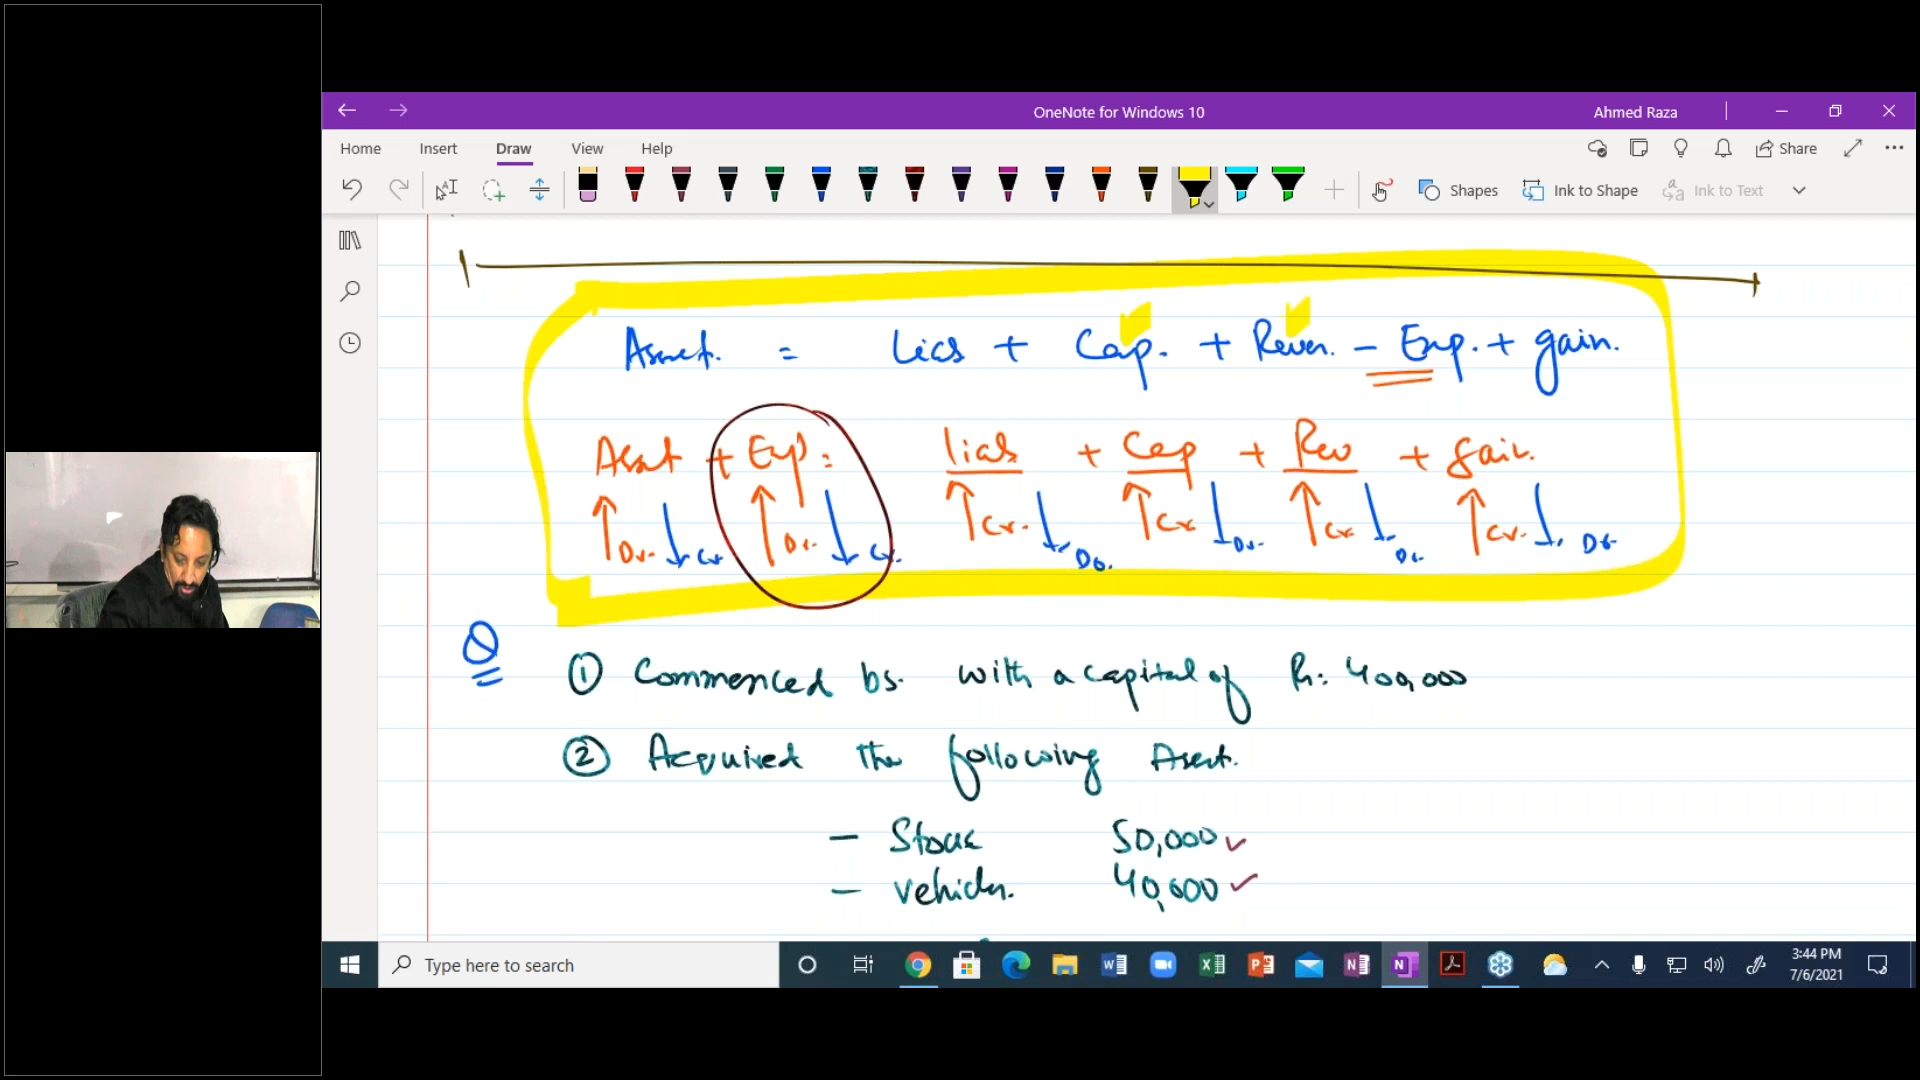 OneNote for Windows 10 Ahmed Raza
Home Insert Draw View Help Share
Shapes Ink to Shape Ink to Text
Asset. = Liabs + Cap. + Reven. - Exp. + gain.
Asset + Exp = Liabs + Cap + Rev + gain.
Dr. Cr Dr. Cr. Cr. Dr. Cr Dr. Cr Dr. Cr. Dr.
Q
① Commenced bs. with a capital of Rs: 400,000
② Acquired the following Asset.
- Stock 50,000 ✓
- vehicles. 40,000 ✓
Type here to search
3:44 PM
7/6/2021